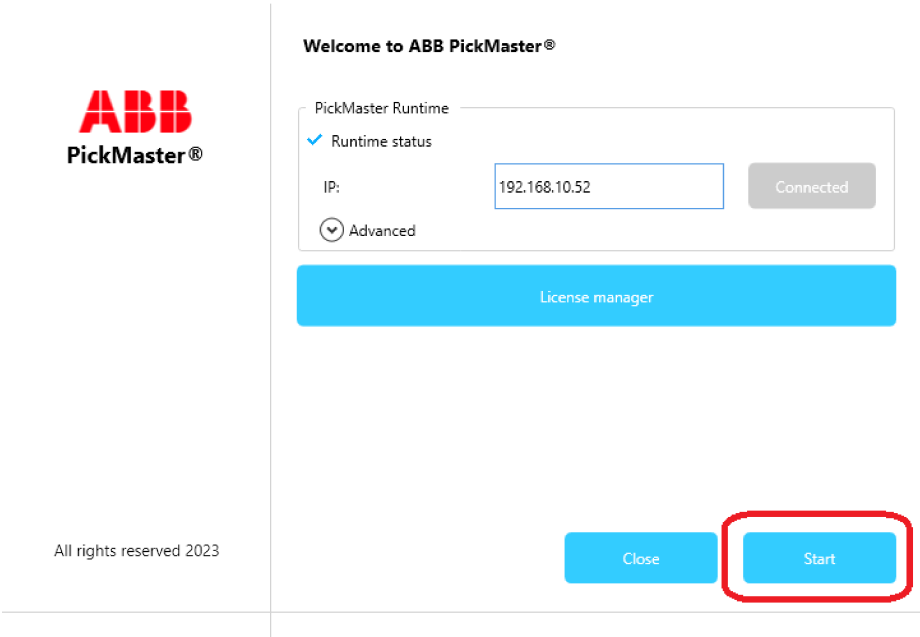 Welcome to ABB PickMaster®
ABB
PickMaster®
PickMaster Runtime
Runtime status
IP:
192.168.10.52
Connected
Advanced
License manager
All rights reserved 2023
Close
Start